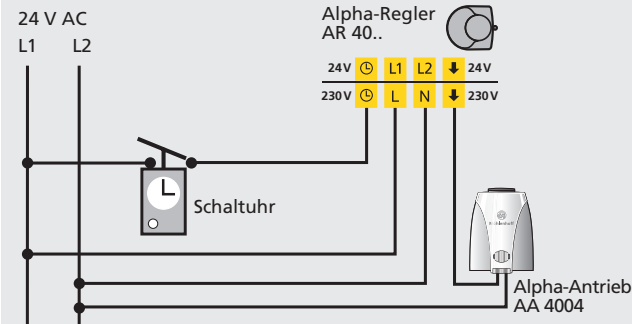 24 V AC
L1 L2
Alpha-Regler
AR 40..
24V L1 L2 24V
230V L N 230V
Schaltuhr
Alpha-Antrieb
AA 4004